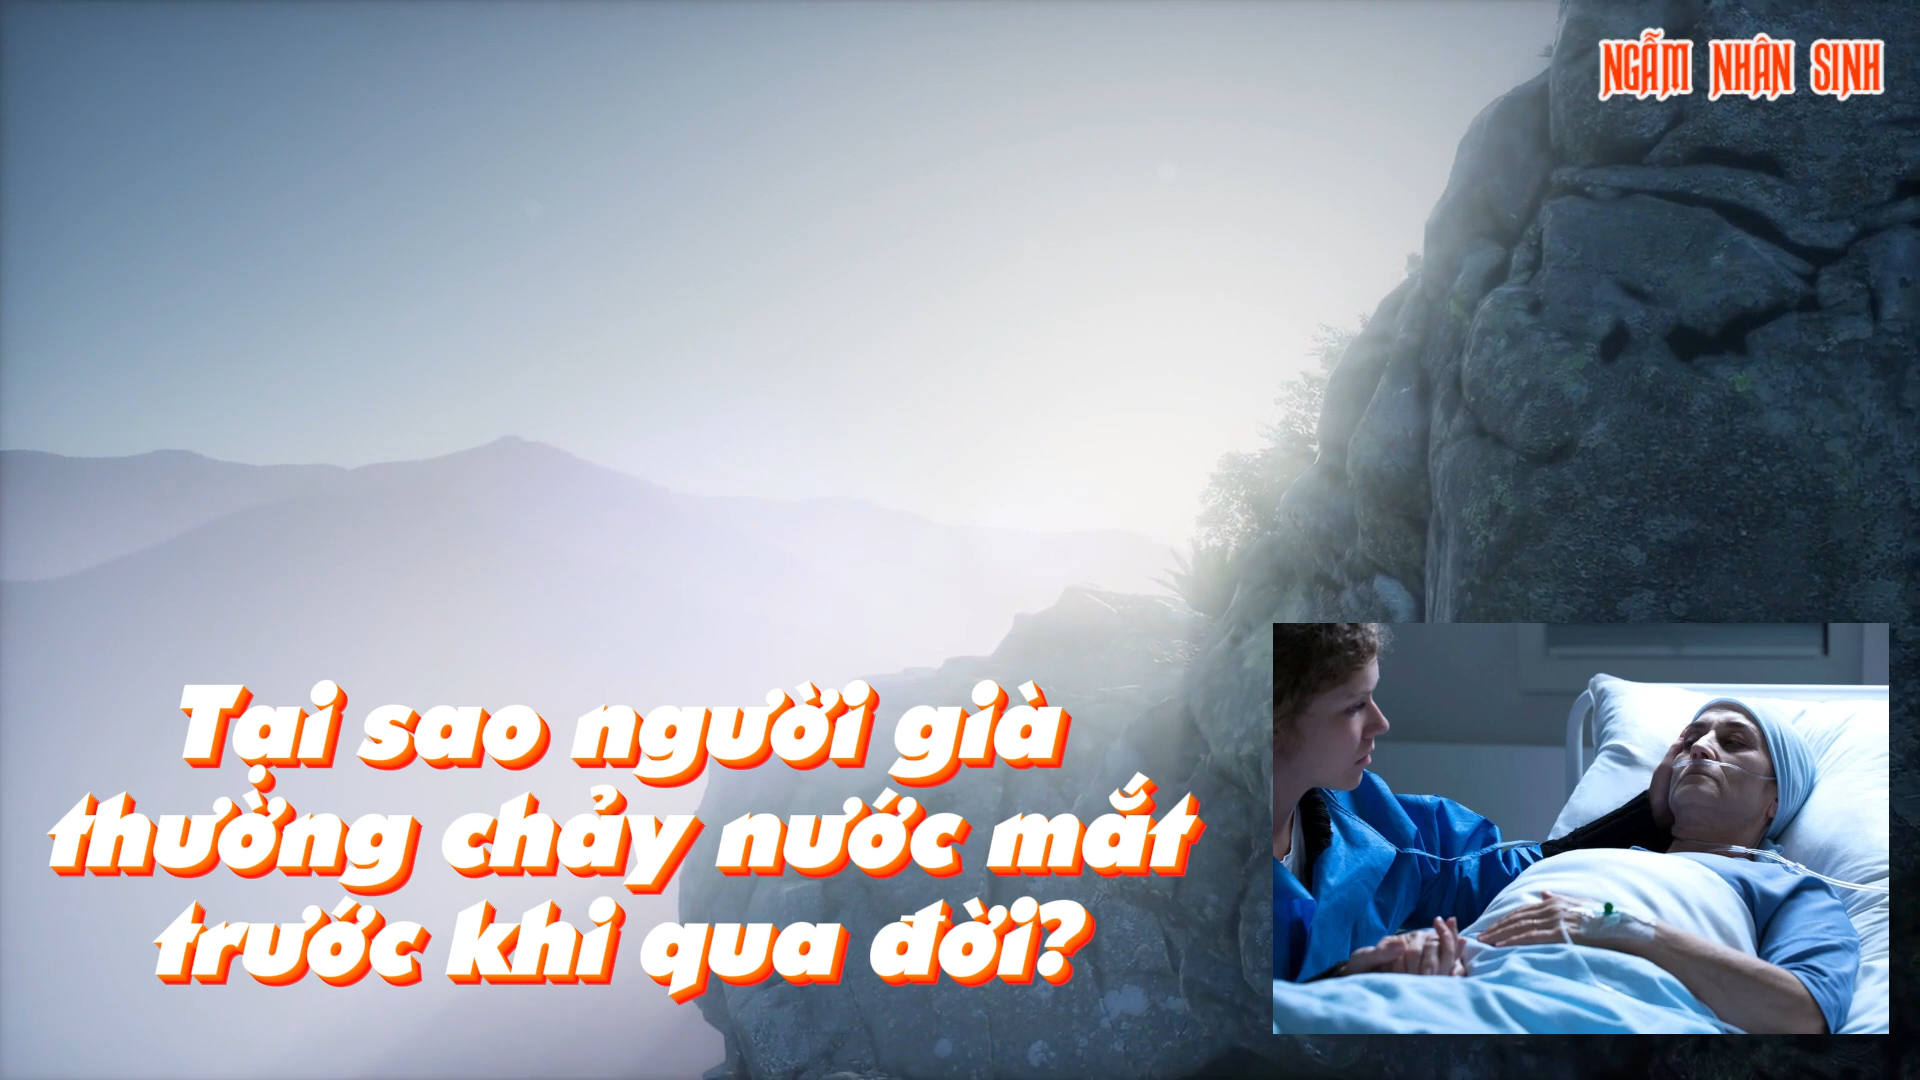 NGẪM NHÂN SINH
Tại sao người già
thường chảy nước mắt
trước khi qua đời?